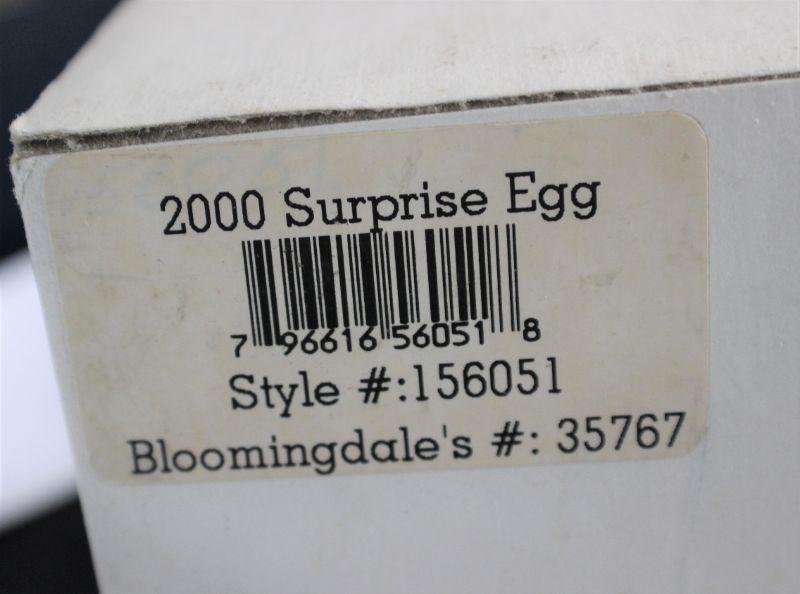 2000 Surprise Egg
7 96616 56051 8
Style #:156051
Bloomingdale's #: 35767